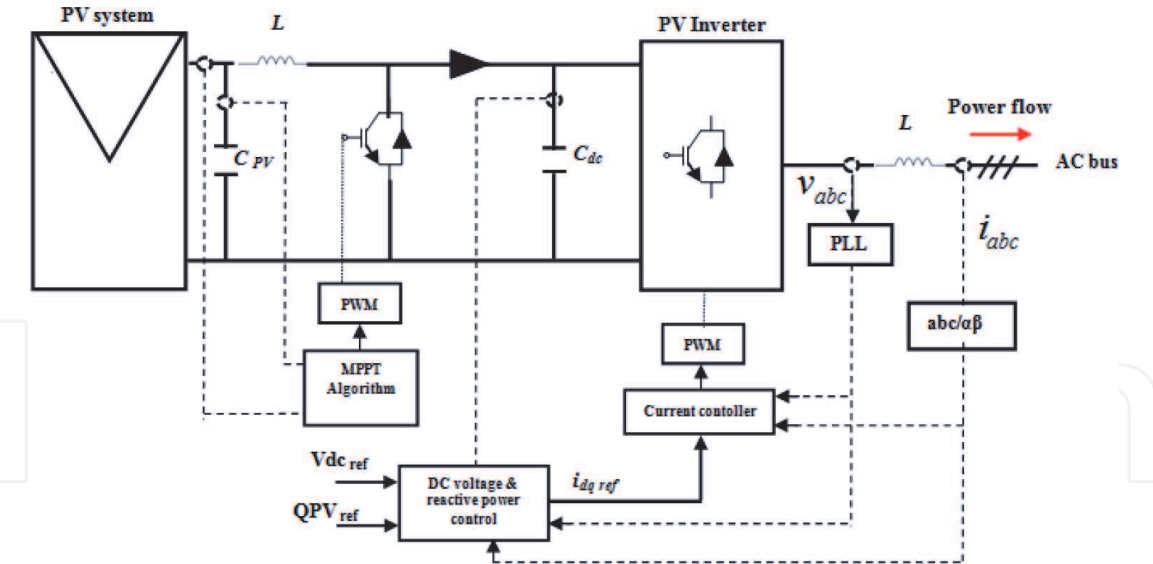 PV system
L
PV Inverter
Power flow
L
C PV
C dc
AC bus
v abc
i abc
PLL
PWM
abc/αβ
PWM
MPPT
Algorithm
Current contoller
Vdc ref
DC voltage &
reactive power
control
i dq ref
QPV ref